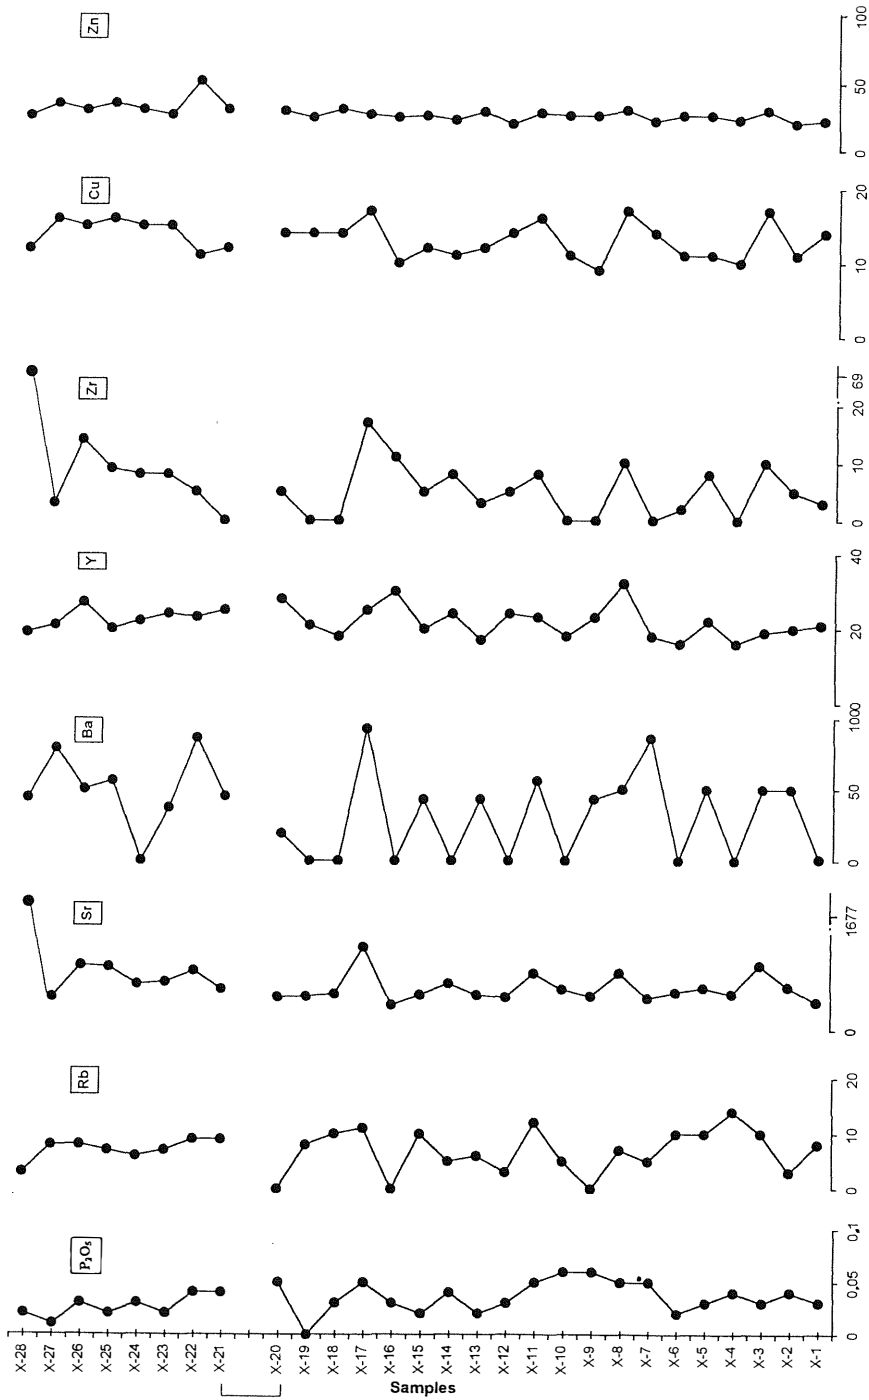 Zn
100
50
0
Cu
20
10
0
Zr
69
20
10
0
Y
40
20
Ba
1000
50
0
Sr
1677
0
Rb
20
10
0
P₂O₅
0,1
0,05
0
X-28
X-27
X-26
X-25
X-24
X-23
X-22
X-21
X-20
X-19
X-18
X-17
X-16
X-15
X-14
X-13
X-12
X-11
X-10
X-9
X-8
X-7
X-6
X-5
X-4
X-3
X-2
X-1
Samples